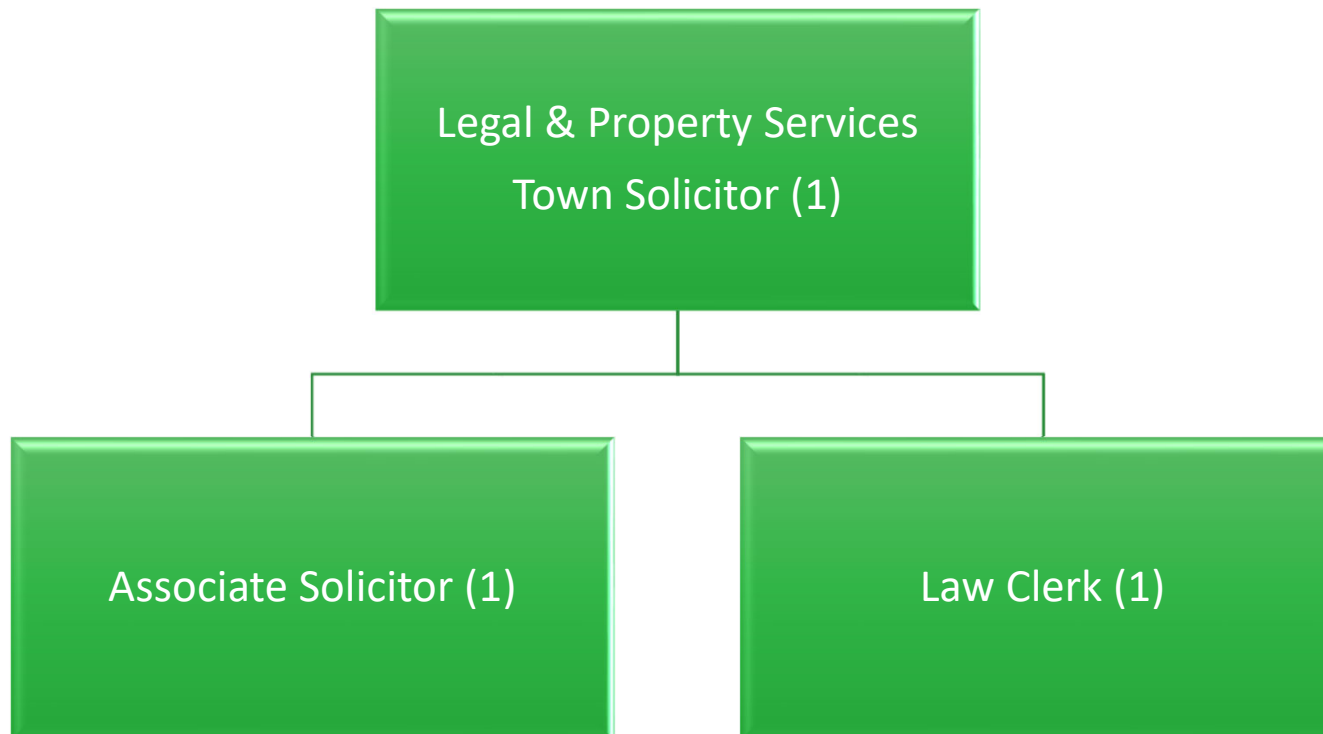 Legal & Property Services
Town Solicitor (1)
Associate Solicitor (1)
Law Clerk (1)